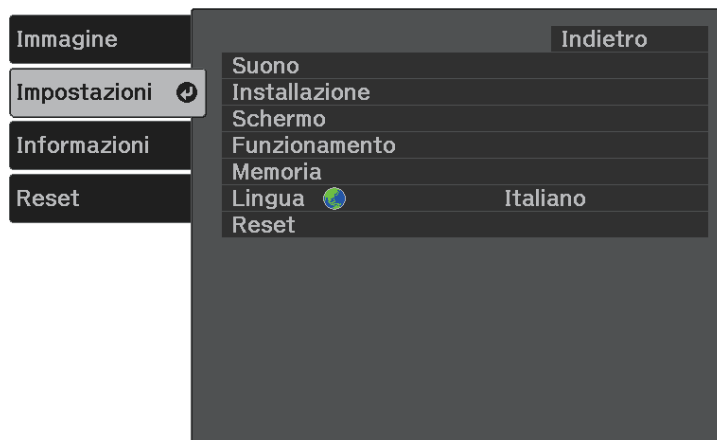 Immagine
Impostazioni
Informazioni
Reset
Indietro
Suono
Installazione
Schermo
Funzionamento
Memoria
Lingua Italiano
Reset